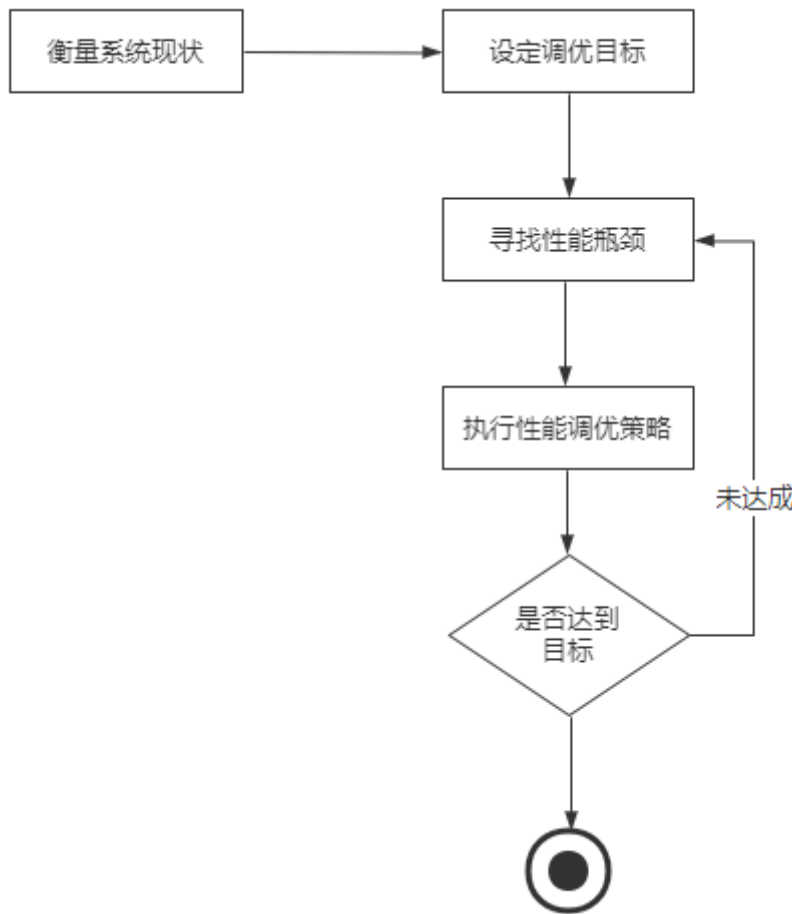 衡量系统现状
设定调优目标
寻找性能瓶颈
执行性能调优策略
未达成
是否达到
目标